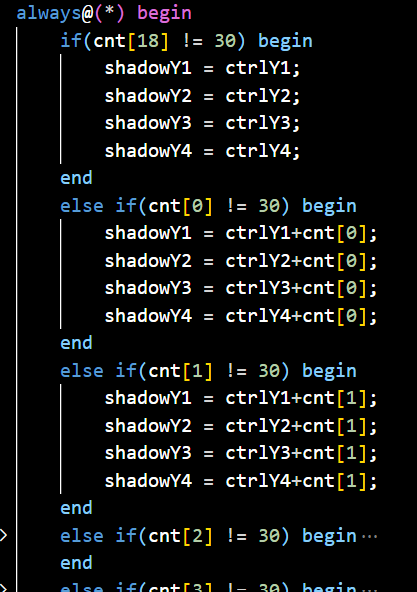 always@(*) begin
if(cnt[18] != 30) begin
shadowY1 = ctrlY1;
shadowY2 = ctrlY2;
shadowY3 = ctrlY3;
shadowY4 = ctrlY4;
end
else if(cnt[0] != 30) begin
shadowY1 = ctrlY1+cnt[0];
shadowY2 = ctrlY2+cnt[0];
shadowY3 = ctrlY3+cnt[0];
shadowY4 = ctrlY4+cnt[0];
end
else if(cnt[1] != 30) begin
shadowY1 = ctrlY1+cnt[1];
shadowY2 = ctrlY2+cnt[1];
shadowY3 = ctrlY3+cnt[1];
shadowY4 = ctrlY4+cnt[1];
end
else if(cnt[2] != 30) begin···
end
else if(cnt[3] != 30) begin···